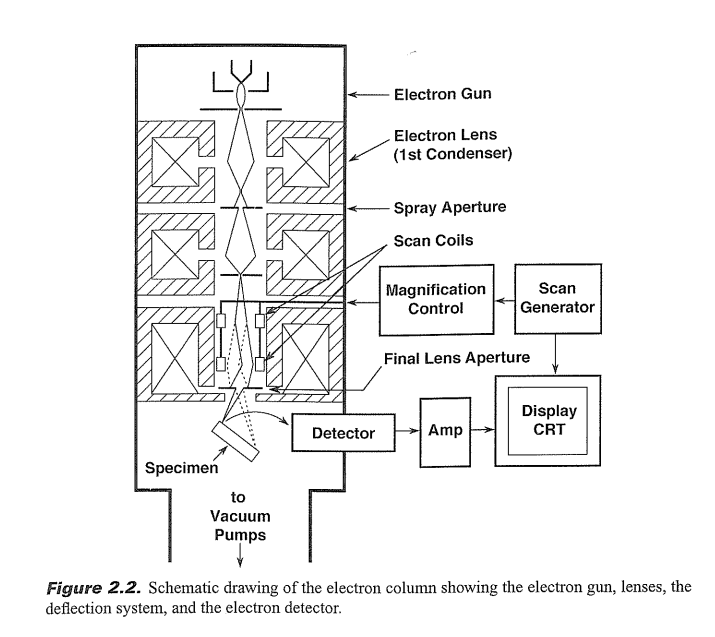 Electron Gun
Electron Lens
(1st Condenser)
Spray Aperture
Scan Coils
Magnification
Control
Scan
Generator
Final Lens Aperture
Display
CRT
Detector
Amp
Specimen
to
Vacuum
Pumps
Figure 2.2. Schematic drawing of the electron column showing the electron gun, lenses, the
deflection system, and the electron detector.